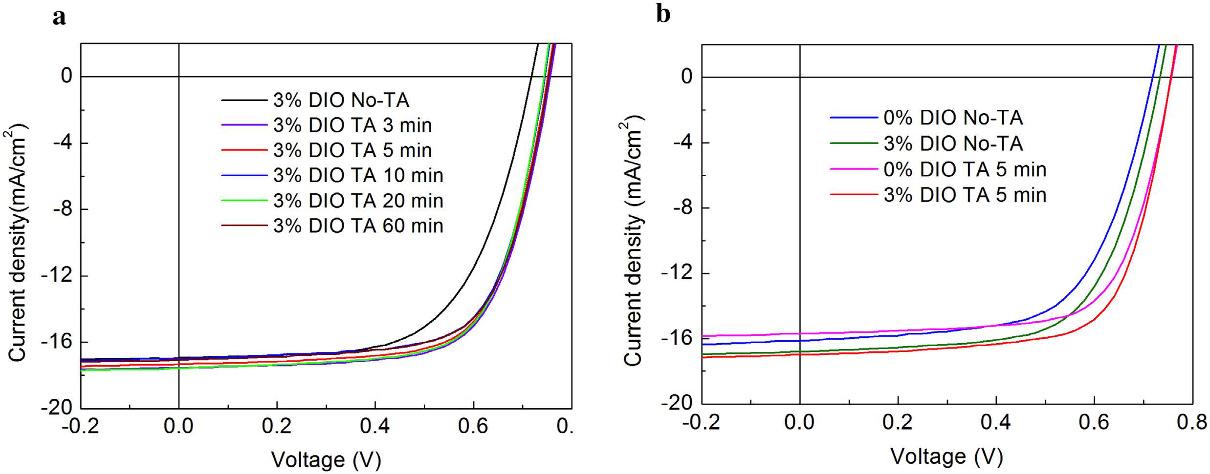 a
0
-4
-8
-12
-16
-20
-0.2
0.0
0.2
0.4
0.6
0.
Voltage (V)
Current density(mA/cm²)
3% DIO No-TA
3% DIO TA 3 min
3% DIO TA 5 min
3% DIO TA 10 min
3% DIO TA 20 min
3% DIO TA 60 min
b
0
-4
-8
-12
-16
-20
-0.2
0.0
0.2
0.4
0.6
0.8
Voltage (V)
Current density (mA/cm²)
0% DIO No-TA
3% DIO No-TA
0% DIO TA 5 min
3% DIO TA 5 min